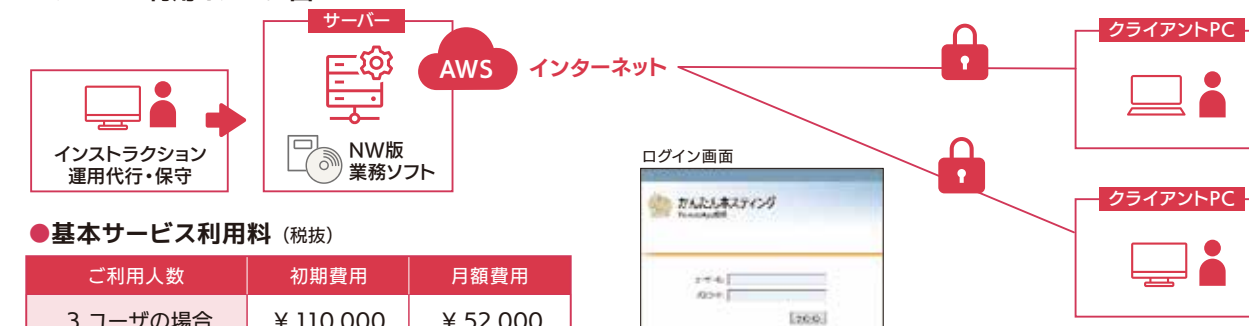 サーバー
クライアントPC
AWS
インターネット
インストラクション
運用代行・保守
NW版
業務ソフト
ログイン画面
かんたん本スティング
クライアントPC
●基本サービス利用料（税抜）
ご利用人数 初期費用 月額費用
3 ユーザの場合 ¥ 110,000 ¥ 52,000